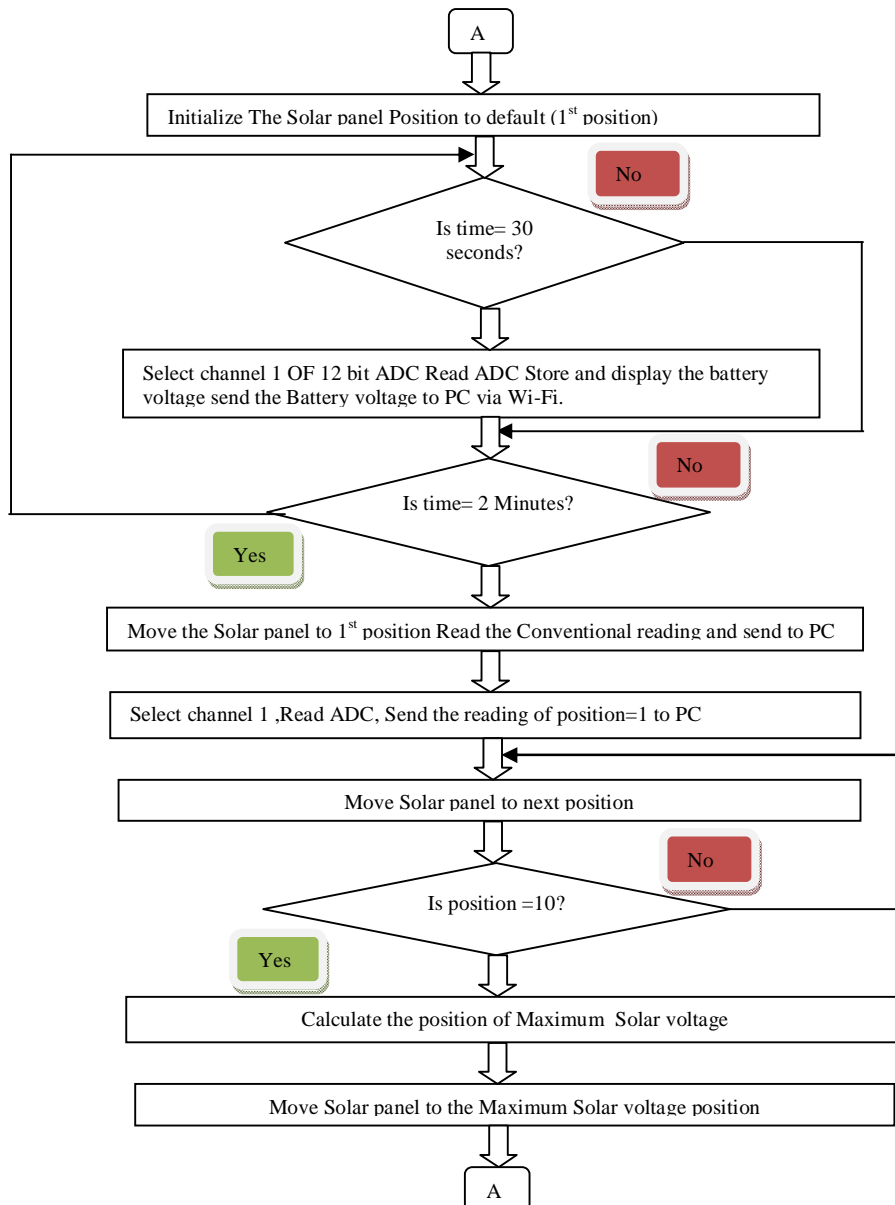 A
Initialize The Solar panel Position to default (1st position)
No
Is time= 30
seconds?
Select channel 1 OF 12 bit ADC Read ADC Store and display the battery
voltage send the Battery voltage to PC via Wi-Fi.
No
Is time= 2 Minutes?
Yes
Move the Solar panel to 1st position Read the Conventional reading and send to PC
Select channel 1 ,Read ADC, Send the reading of position=1 to PC
Move Solar panel to next position
No
Is position =10?
Yes
Calculate the position of Maximum Solar voltage
Move Solar panel to the Maximum Solar voltage position
A